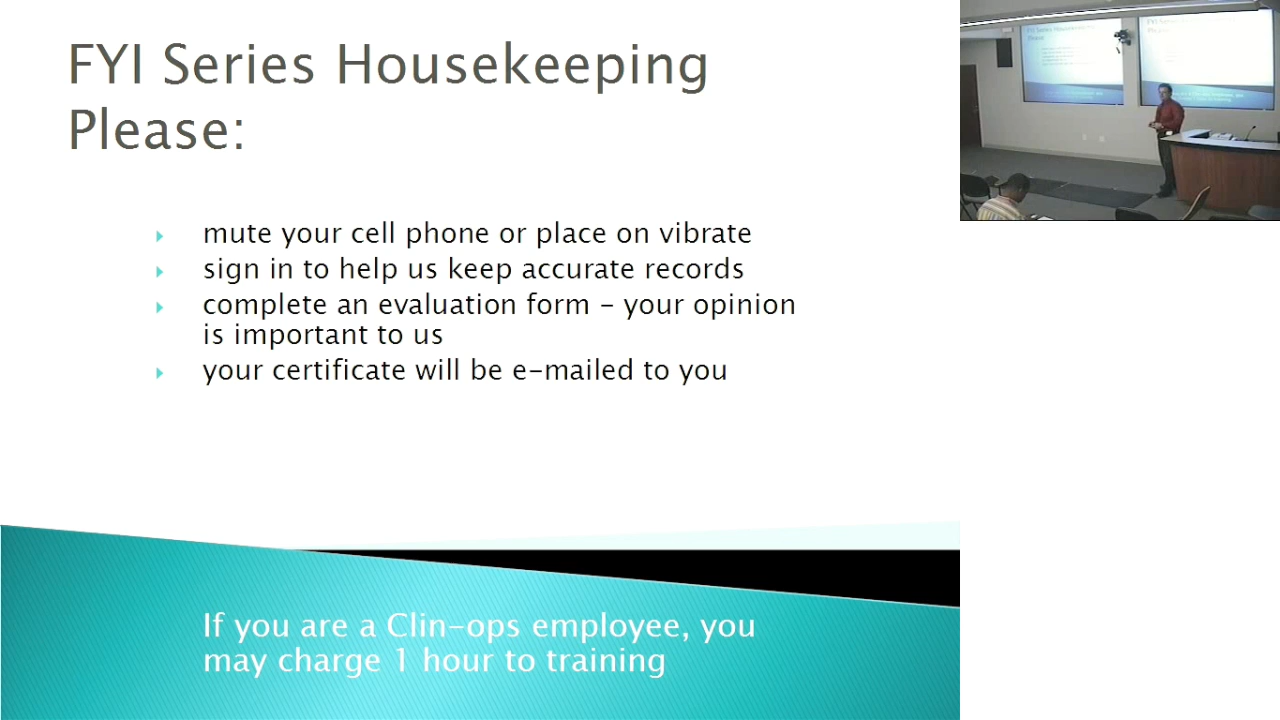 FYI Series Housekeeping
Please:
mute your cell phone or place on vibrate
sign in to help us keep accurate records
complete an evaluation form – your opinion
is important to us
your certificate will be e-mailed to you
If you are a Clin-ops employee, you
may charge 1 hour to training